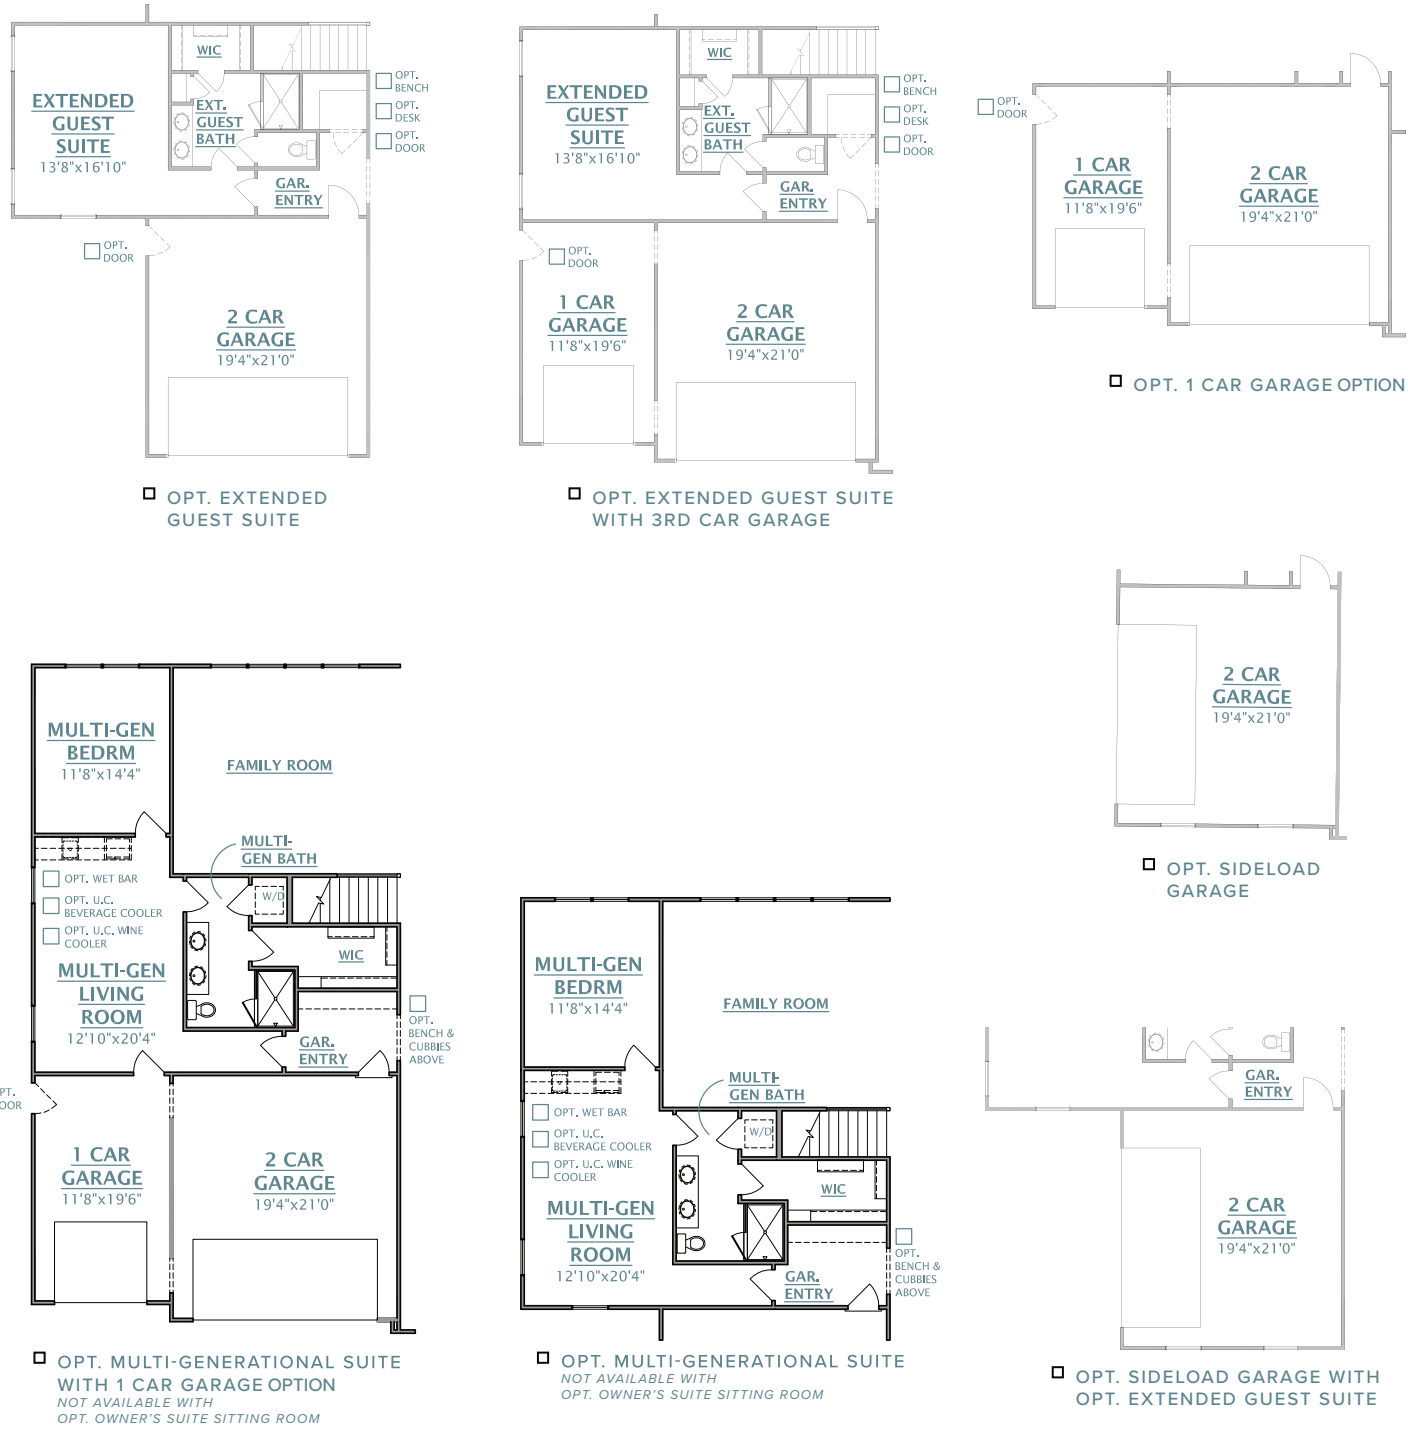 WIC
EXTENDED
GUEST
SUITE
13'8"x16'10"
EXT.
GUEST
BATH
GAR.
ENTRY
OPT.
BENCH
OPT.
DESK
OPT.
DOOR
OPT.
DOOR
2 CAR
GARAGE
19'4"x21'0"
OPT. EXTENDED
GUEST SUITE
WIC
EXTENDED
GUEST
SUITE
13'8"x16'10"
EXT.
GUEST
BATH
GAR.
ENTRY
OPT.
BENCH
OPT.
DESK
OPT.
DOOR
OPT.
DOOR
1 CAR
GARAGE
11'8"x19'6"
2 CAR
GARAGE
19'4"x21'0"
OPT. EXTENDED GUEST SUITE
WITH 3RD CAR GARAGE
OPT.
DOOR
1 CAR
GARAGE
11'8"x19'6"
2 CAR
GARAGE
19'4"x21'0"
OPT. 1 CAR GARAGE OPTION
2 CAR
GARAGE
19'4"x21'0"
OPT. SIDELOAD
GARAGE
MULTI-GEN
BEDRM
11'8"x14'4"
FAMILY ROOM
MULTI-
GEN BATH
OPT. WET BAR
OPT. U.C.
BEVERAGE COOLER
OPT. U.C. WINE
COOLER
W/D
WIC
MULTI-GEN
LIVING
ROOM
12'10"x20'4"
GAR.
ENTRY
OPT.
BENCH &
CUBBIES
ABOVE
1 CAR
GARAGE
11'8"x19'6"
2 CAR
GARAGE
19'4"x21'0"
OPT. MULTI-GENERATIONAL SUITE
WITH 1 CAR GARAGE OPTION
NOT AVAILABLE WITH
OPT. OWNER'S SUITE SITTING ROOM
MULTI-GEN
BEDRM
11'8"x14'4"
FAMILY ROOM
MULTI-
GEN BATH
OPT. WET BAR
OPT. U.C.
BEVERAGE COOLER
OPT. U.C. WINE
COOLER
W/D
WIC
MULTI-GEN
LIVING
ROOM
12'10"x20'4"
GAR.
ENTRY
OPT.
BENCH &
CUBBIES
ABOVE
OPT. MULTI-GENERATIONAL SUITE
NOT AVAILABLE WITH
OPT. OWNER'S SUITE SITTING ROOM
GAR.
ENTRY
2 CAR
GARAGE
19'4"x21'0"
OPT. SIDELOAD GARAGE WITH
OPT. EXTENDED GUEST SUITE